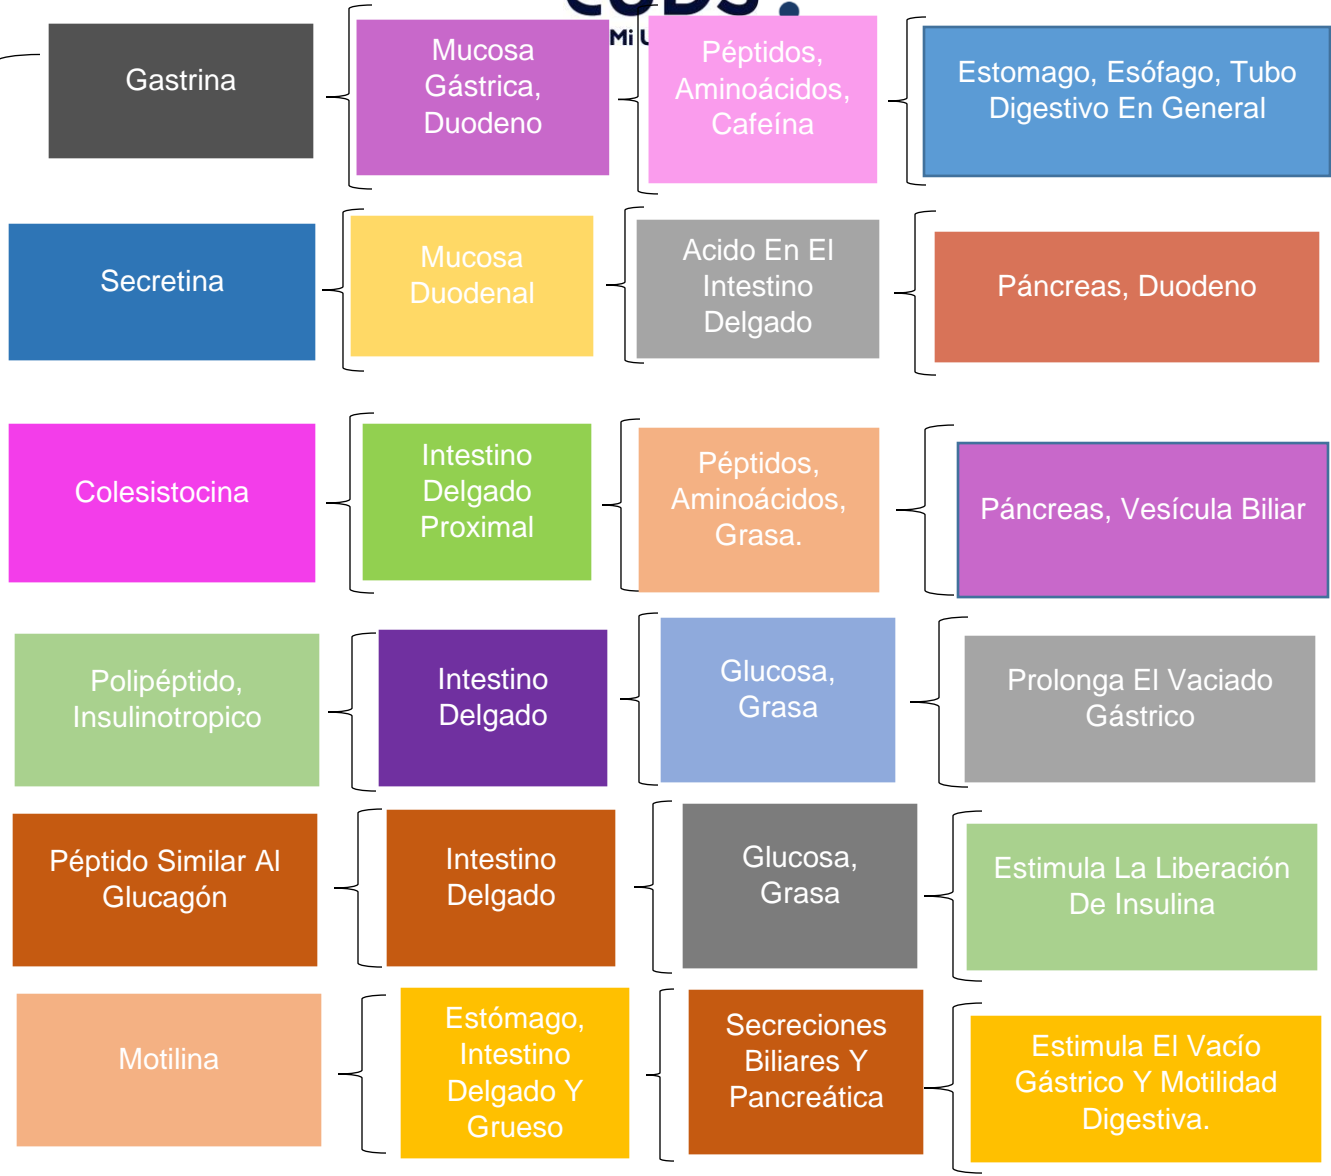 Mi
Gastrina
Mucosa
Gástrica,
Duodeno
Péptidos,
Aminoácidos,
Cafeína
Estomago, Esófago, Tubo
Digestivo En General
Secretina
Mucosa
Duodenal
Acido En El
Intestino
Delgado
Páncreas, Duodeno
Colesistocina
Intestino
Delgado
Proximal
Péptidos,
Aminoácidos,
Grasa.
Páncreas, Vesícula Biliar
Polipéptido,
Insulinotropico
Intestino
Delgado
Glucosa,
Grasa
Prolonga El Vaciado
Gástrico
Péptido Similar Al
Glucagón
Intestino
Delgado
Glucosa,
Grasa
Estimula La Liberación
De Insulina
Motilina
Estómago,
Intestino
Delgado Y
Grueso
Secreciones
Biliares Y
Pancreática
Estimula El Vacío
Gástrico Y Motilidad
Digestiva.